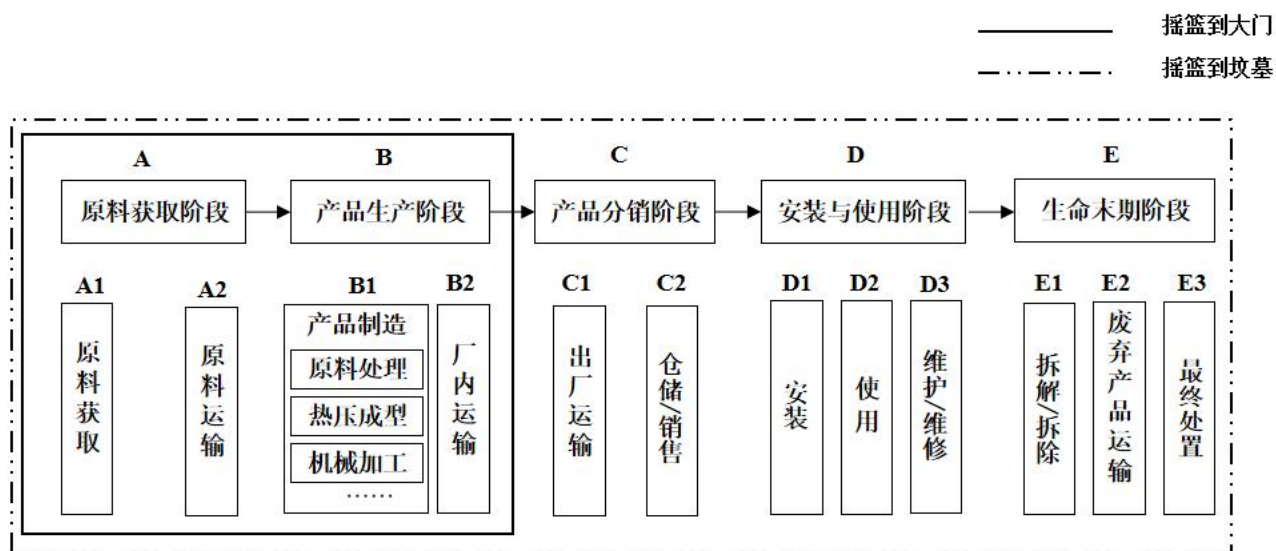 摇篮到大门
摇篮到坟墓
A
B
C
D
E
原料获取阶段
产品生产阶段
产品分销阶段
安装与使用阶段
生命末期阶段
A1
A2
B1
B2
C1
C2
D1
D2
D3
E1
E2
E3
原料获取
原料运输
产品制造
原料处理
热压成型
机械加工
……
厂内运输
出厂运输
仓储/销售
安装
使用
维护/维修
拆解/拆除
废弃产品运输
最终处置